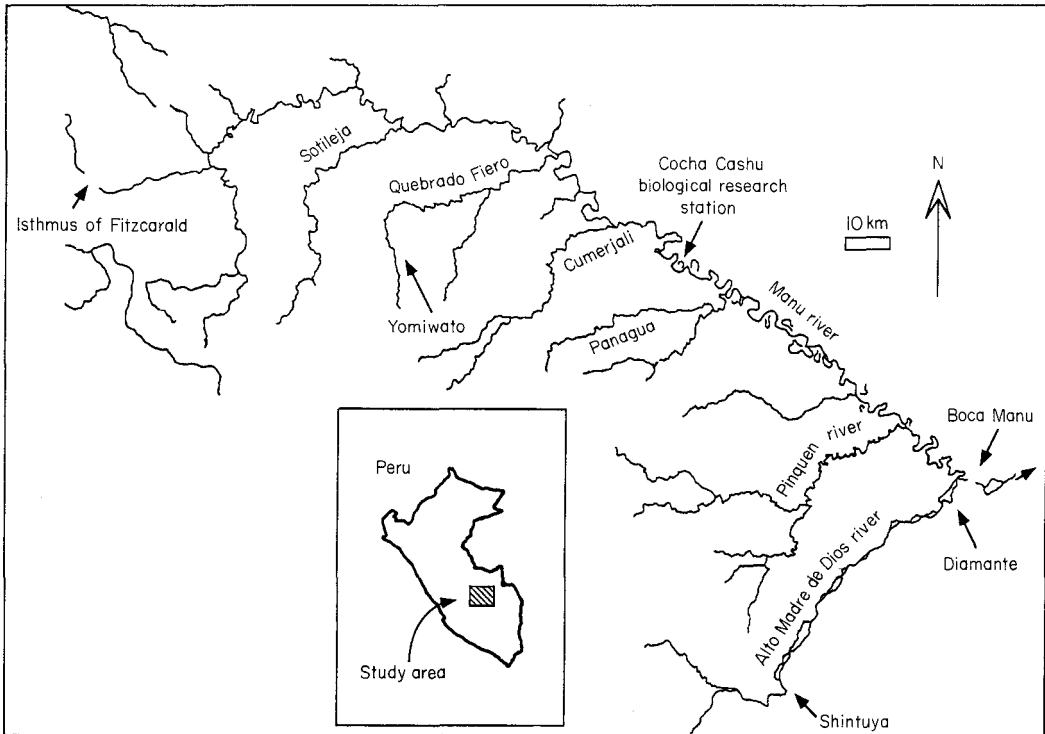 Sotileja
Quebrado Fiero
Cocha Cashu
biological research
station
N
10 km
Isthmus of Fitzcarald
Cumerjali
Yomiwato
Panagua
Manu river
Boca Manu
Pinquen river
Peru
Diamante
Alto Madre de Dios river
Study area
Shintuya